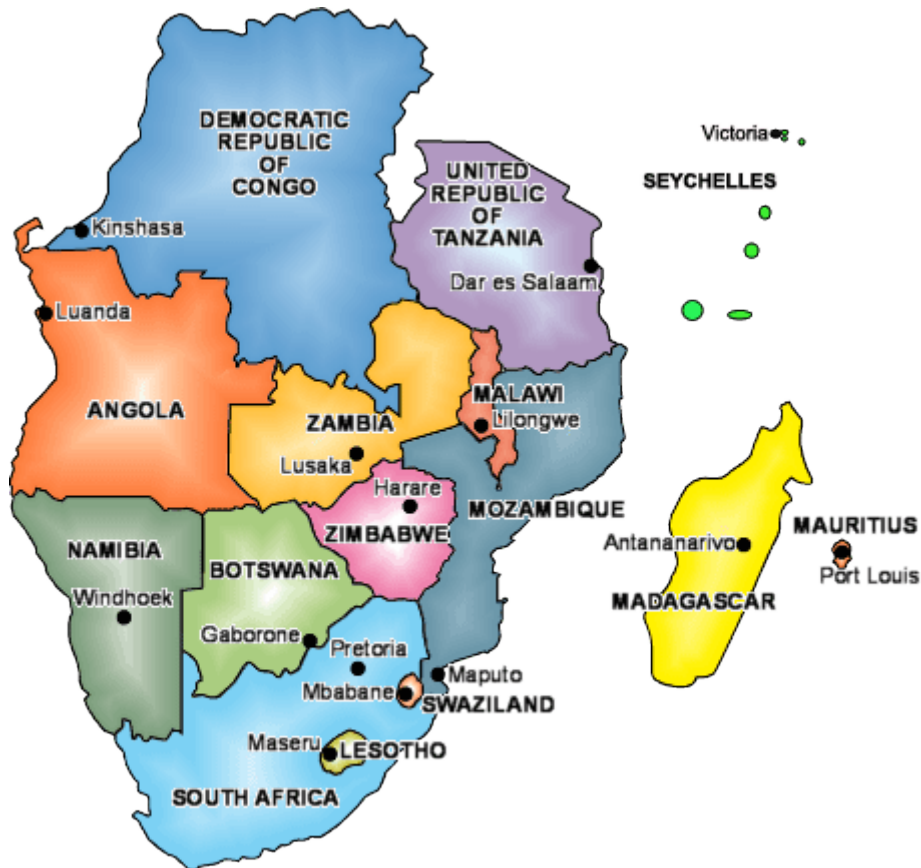 DEMOCRATIC
REPUBLIC
OF
CONGO
Victoria
UNITED
REPUBLIC
OF
TANZANIA
SEYCHELLES
Kinshasa
Dar es Salaam
Luanda
ANGOLA
MALAWI
Lilongwe
ZAMBIA
Lusaka
Harare
ZIMBABWE
MOZAMBIQUE
NAMIBIA
Windhoek
BOTSWANA
Gaborone
Antananarivo
MADAGASCAR
MAURITIUS
Port Louis
Pretoria
Mbabane
Maputo
SWAZILAND
Maseru
LESOTHO
SOUTH AFRICA